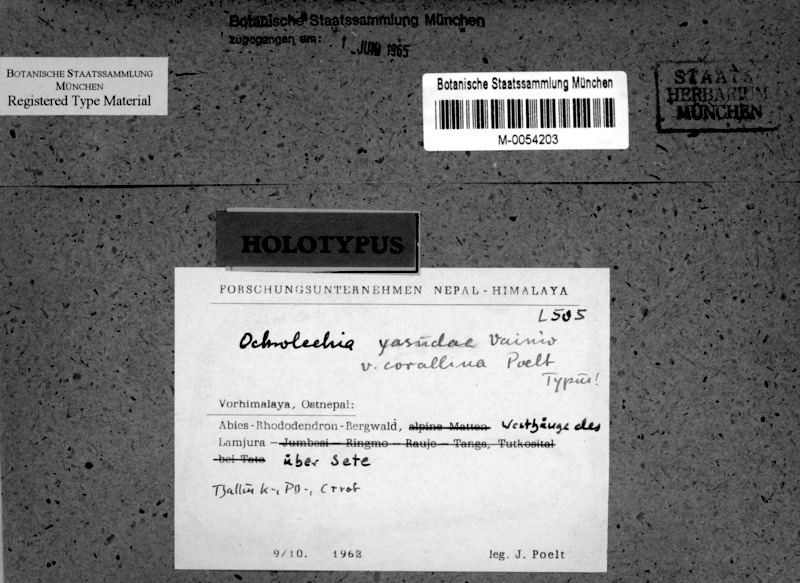 Botanische Staatssammlung München
zugegangen am: 1. JUNI 1965
BOTANISCHE STAATSSAMMLUNG
MÜNCHEN
Registered Type Material
Botanische Staatssammlung München
M-0054203
STAATS
HERBARIUM
MÜNCHEN
HOLOTYPUS
FORSCHUNGSUNTERNEHMEN NEPAL-HIMALAYA
L505
Ochrolechia yasudae Vainio
v. corallina Poelt
Typus!
Vorhimalaya, Ostnepal:
Abies-Rhododendron-Bergwald, alpine Matten Westhänge des
Lamjura - Jumbesi - Ringmo - Rauje - Tanga, Tutkosital
bei Tate über Sete
K-, PD-, C rot
9/10. 1962 leg. J. Poelt